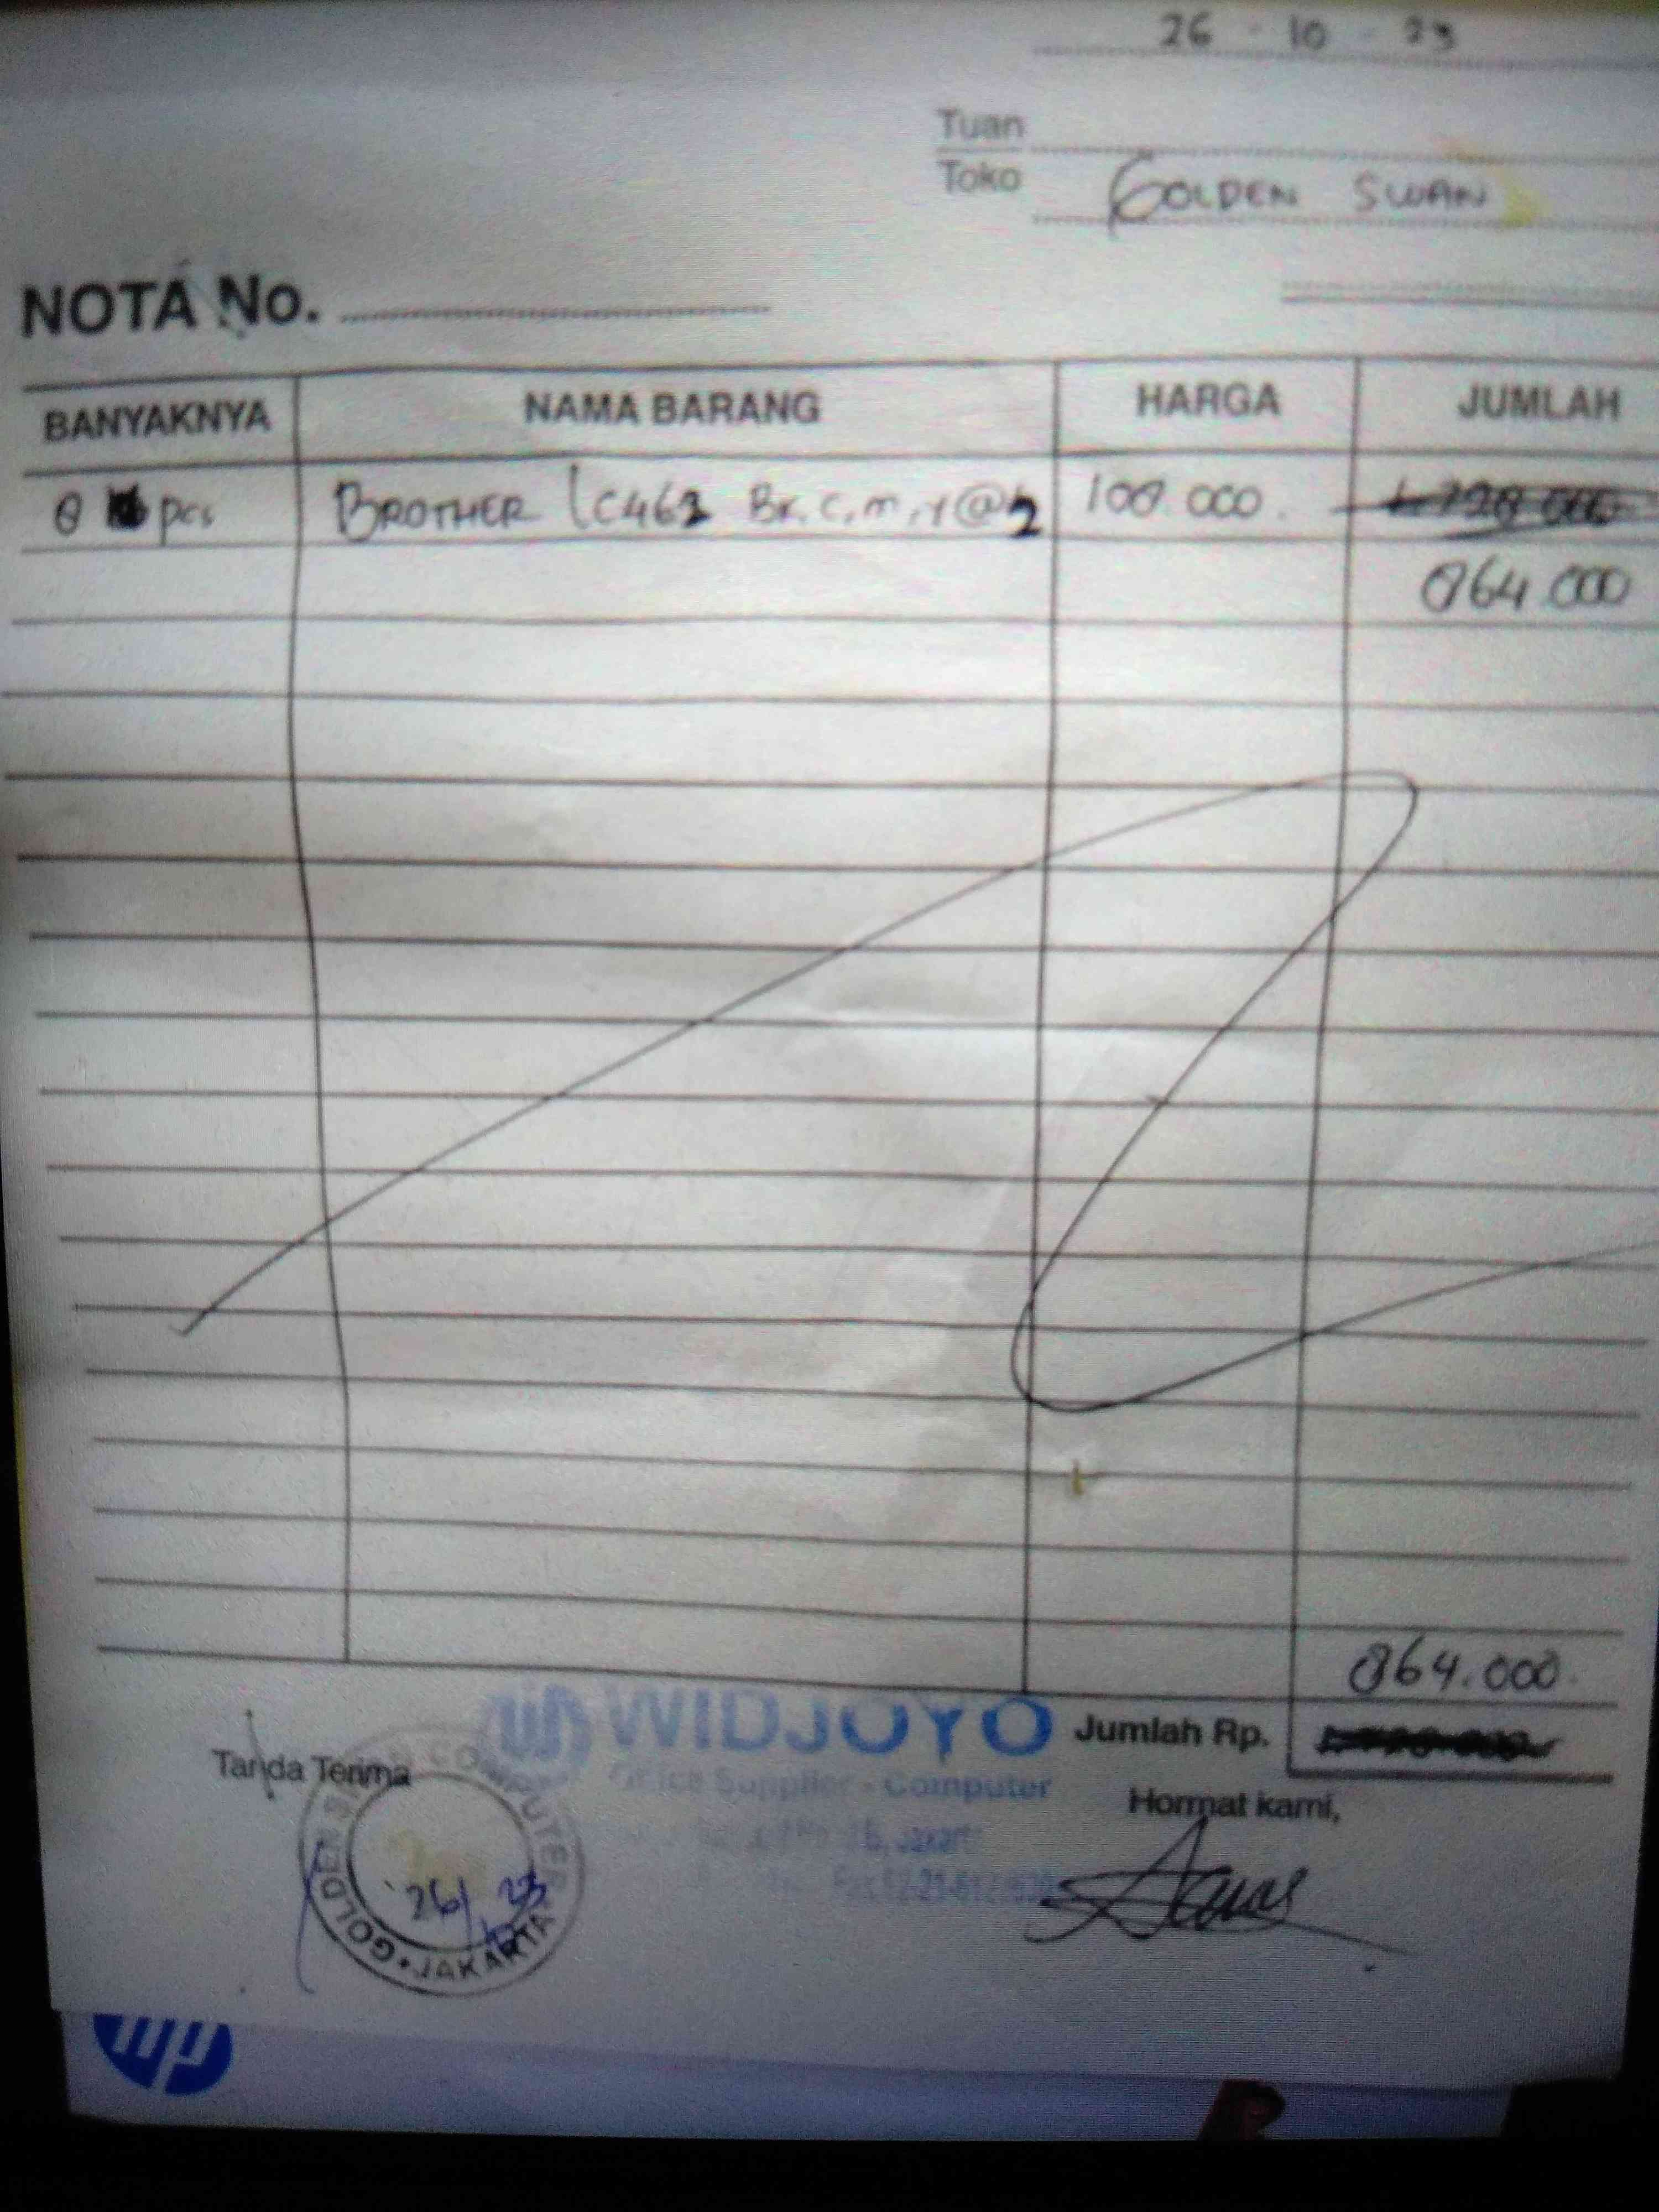 26 - 10 - 23
Tuan
Toko GOLDEN SWAN
NOTA No.
BANYAKNYA NAMA BARANG HARGA JUMLAH
8 pcs BROTHER LC462 BK.C,M,Y@2 108.000
864.000
864.000
WIDJOYO Jumlah Rp.
Tanda Terima Office Supplier - Computer
Hormat kami,
GOLDEN SWAN COMPUTER
26/ 23
JAKARTA
hp